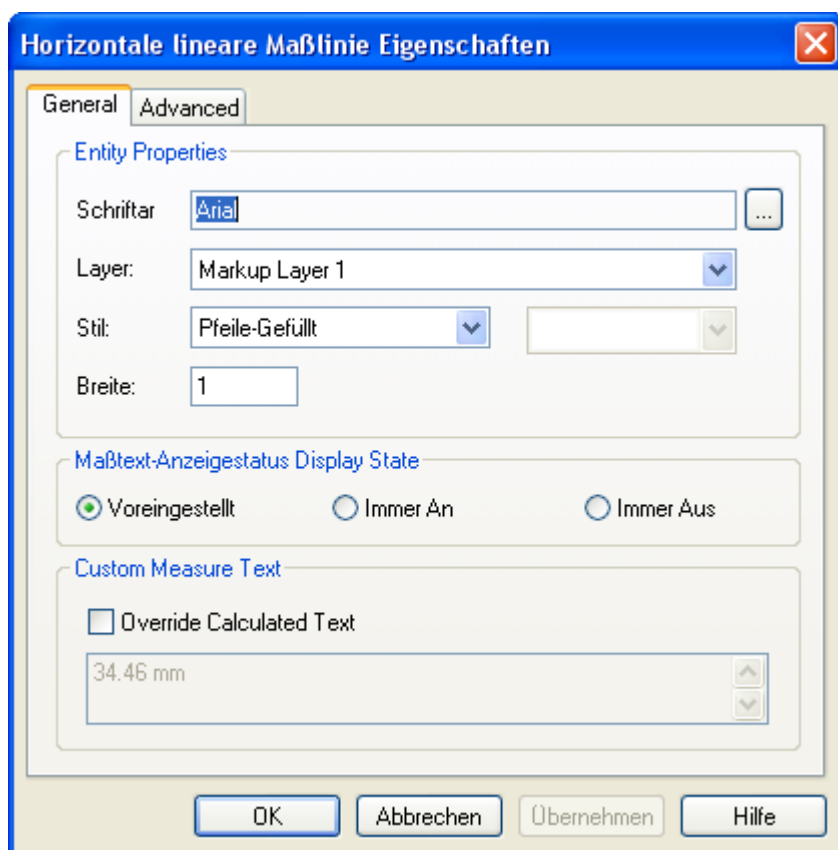 Horizontale lineare Maßlinie Eigenschaften
General Advanced
Entity Properties
Schriftar Arial ...
Layer: Markup Layer 1
Stil: Pfeile-Gefüllt
Breite: 1
Maßtext-Anzeigestatus Display State
Voreingestellt Immer An Immer Aus
Custom Measure Text
Override Calculated Text
34.46 mm
OK Abbrechen Übernehmen Hilfe